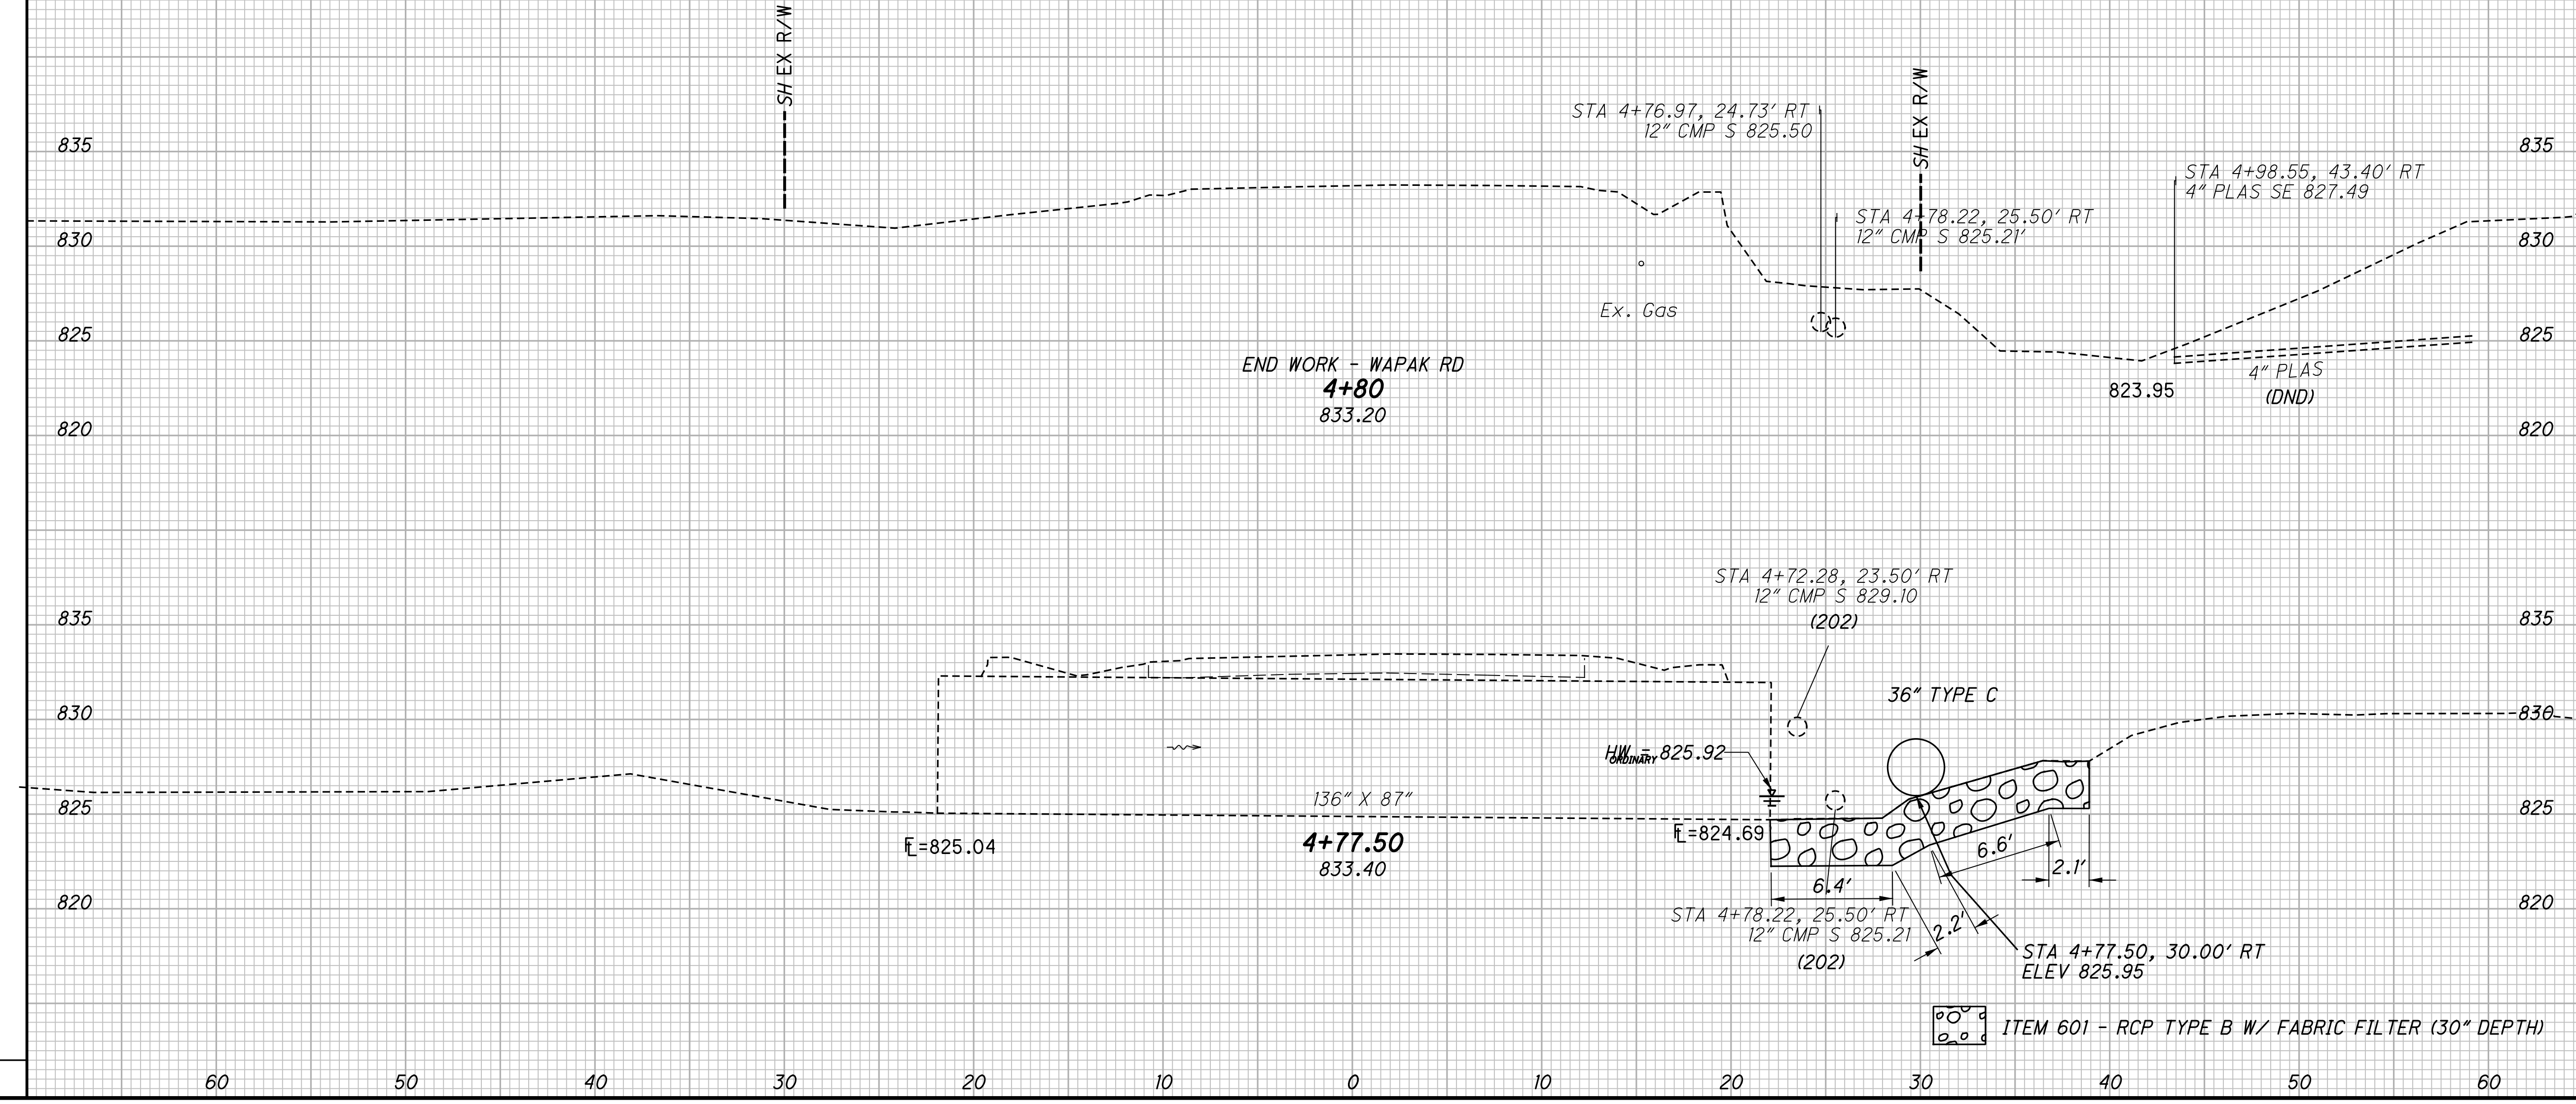 SH EX R/W
SH EX R/W
STA 4+76.97, 24.73' RT
12" CMP S 825.50
835
835
STA 4+98.55, 43.40' RT
4" PLAS SE 827.49
STA 4+78.22, 25.50' RT
12" CMP S 825.21'
830
830
Ex. Gas
825
825
END WORK - WAPAK RD
4+80
833.20
4" PLAS
(DND)
823.95
820
820
STA 4+72.28, 23.50' RT
12" CMP S 829.10
(202)
835
835
36" TYPE C
830
830
HW = 825.92
ORDINARY
136" X 87"
825
825
FL=825.04
4+77.50
833.40
FL=824.69
6.6'
2.1'
6.4'
820
820
STA 4+78.22, 25.50' RT
12" CMP S 825.21
(202)
2.2'
STA 4+77.50, 30.00' RT
ELEV 825.95
ITEM 601 - RCP TYPE B W/ FABRIC FILTER (30" DEPTH)
60 50 40 30 20 10 0 10 20 30 40 50 60